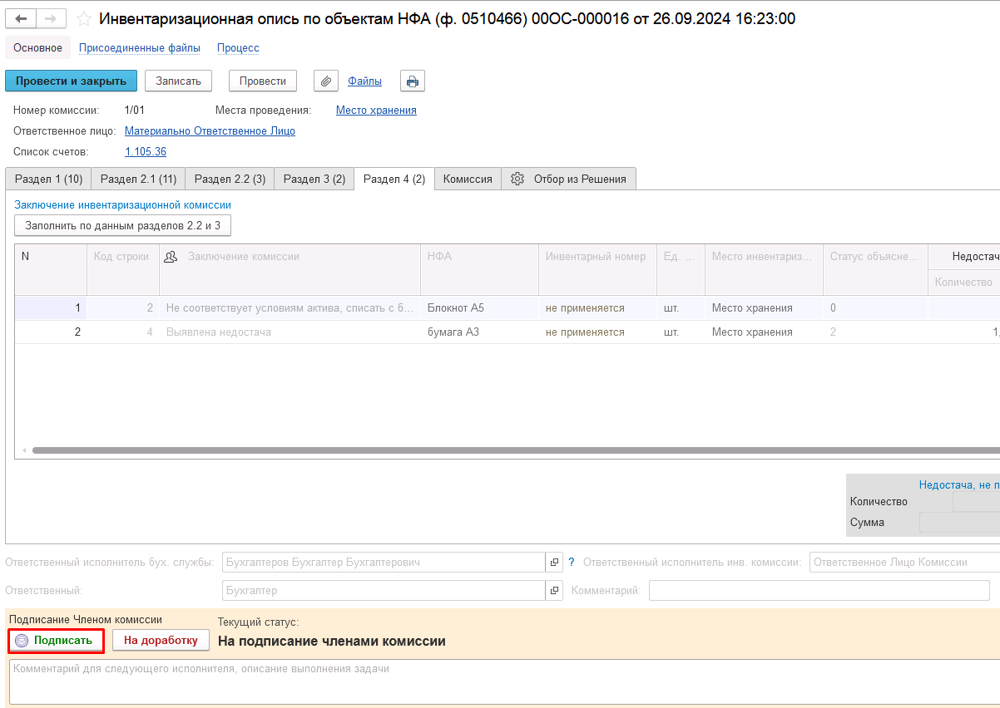 Инвентаризационная опись по объектам НФА (ф. 0510466) 00ОС-000016 от 26.09.2024 16:23:00
Основное Присоединенные файлы Процесс
Провести и закрыть Записать Провести Файлы
Номер комиссии: 1/01 Места проведения: Место хранения
Ответственное лицо: Материально Ответственное Лицо
Список счетов: 1.105.36
Раздел 1 (10) Раздел 2.1 (11) Раздел 2.2 (3) Раздел 3 (2) Раздел 4 (2) Комиссия Отбор из Решения
Заключение инвентаризационной комиссии
Заполнить по данным разделов 2.2 и 3
N Код строки Заключение комиссии НФА Инвентарный номер Ед. ... Место инвентариз... Статус объясне... Недостач
Количество
1 2 Не соответствует условиям актива, списать с б... Блокнот А5 не применяется шт. Место хранения 0
2 4 Выявлена недостача бумага А3 не применяется шт. Место хранения 2 1,
Недостача, не п
Количество
Сумма
Ответственный исполнитель бух. службы: Бухгалтеров Бухгалтер Бухгалтерович ? Ответственный исполнитель инв. комиссии: Ответственное Лицо Комиссии
Ответственный: Бухгалтер Комментарий:
Подписание Членом комиссии Текущий статус:
Подписать На доработку На подписание членами комиссии
Комментарий для следующего исполнителя, описание выполнения задачи